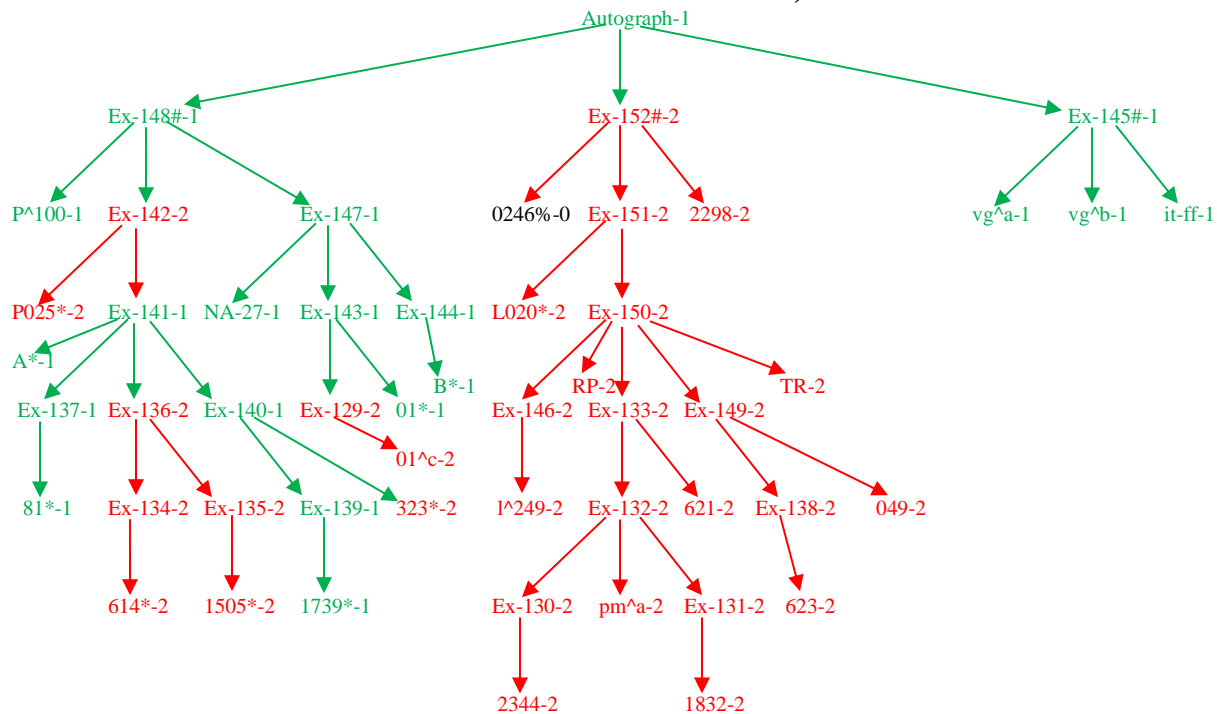 Autograph-1
Ex-148#-1 Ex-152#-2 Ex-145#-1
P^100-1 Ex-142-2 Ex-147-1 0246%-0 Ex-151-2 2298-2 vg^a-1 vg^b-1 it-ff-1
P025*-2 Ex-141-1 NA-27-1 Ex-143-1 Ex-144-1 L020*-2 Ex-150-2
A*-1 B*-1 RP-2 TR-2
Ex-137-1 Ex-136-2 Ex-140-1 Ex-129-2 01*-1 Ex-146-2 Ex-133-2 Ex-149-2
01^c-2
81*-1 Ex-134-2 Ex-135-2 Ex-139-1 323*-2 l^249-2 Ex-132-2 621-2 Ex-138-2 049-2
614*-2 1505*-2 1739*-1 Ex-130-2 pm^a-2 Ex-131-2 623-2
2344-2 1832-2